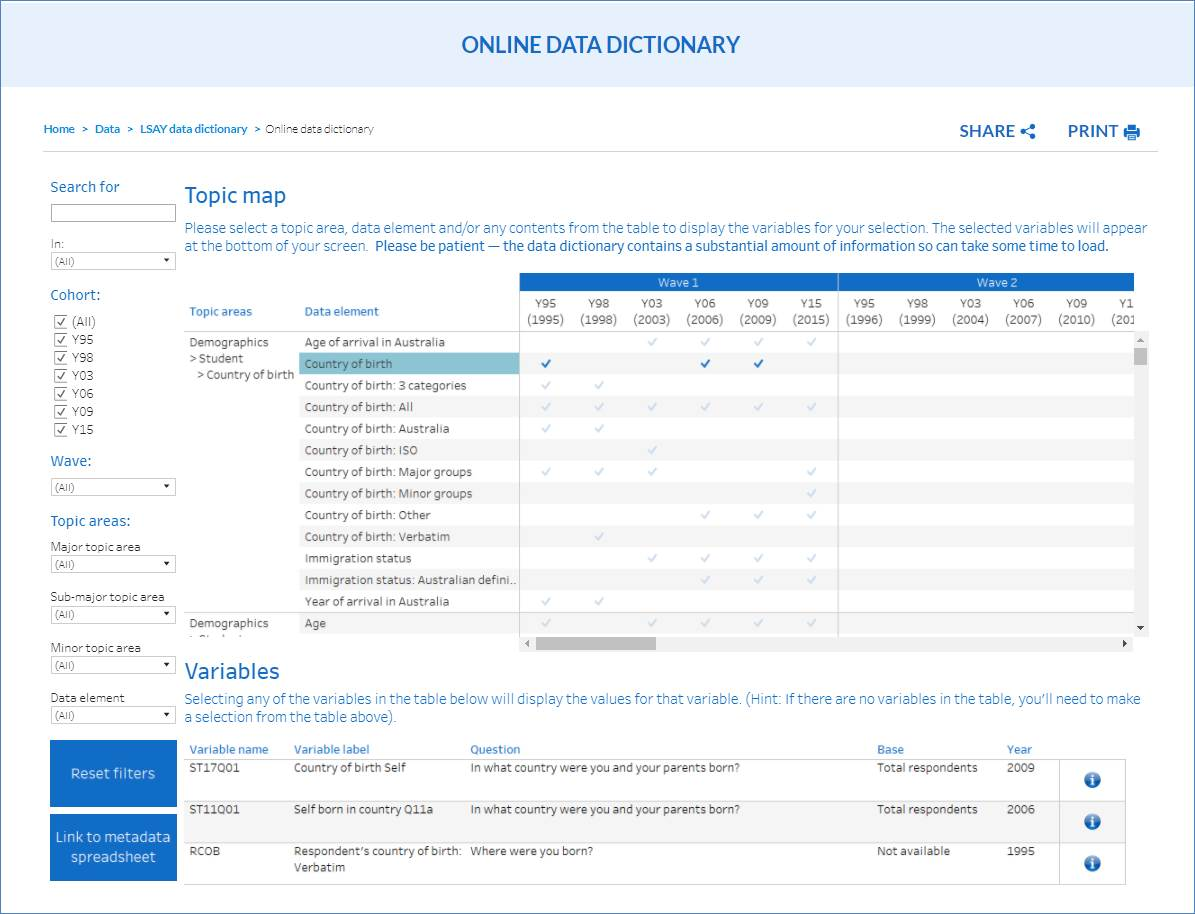 ONLINE DATA DICTIONARY
Home > Data > LSAY data dictionary > Online data dictionary
SHARE PRINT
Search for
In:
(All)
Cohort:
(All)
Y95
Y98
Y03
Y06
Y09
Y15
Wave:
(All)
Topic areas:
Major topic area
(All)
Sub-major topic area
(All)
Minor topic area
(All)
Data element
(All)
Reset filters
Link to metadata
spreadsheet
Topic map
Please select a topic area, data element and/or any contents from the table to display the variables for your selection. The selected variables will appear
at the bottom of your screen. Please be patient — the data dictionary contains a substantial amount of information so can take some time to load.
Wave 1 Wave 2
Y95 Y98 Y03 Y06 Y09 Y15 Y95 Y98 Y03 Y06 Y09 Y1
Topic areas Data element (1995) (1998) (2003) (2006) (2009) (2015) (1996) (1999) (2004) (2007) (2010) (201
Demographics Age of arrival in Australia
> Student Country of birth
> Country of birth Country of birth: 3 categories
Country of birth: All
Country of birth: Australia
Country of birth: ISO
Country of birth: Major groups
Country of birth: Minor groups
Country of birth: Other
Country of birth: Verbatim
Immigration status
Immigration status: Australian defini..
Year of arrival in Australia
Demographics Age
Variables
Selecting any of the variables in the table below will display the values for that variable. (Hint: If there are no variables in the table, you'll need to make
a selection from the table above).
Variable name Variable label Question Base Year
ST17Q01 Country of birth Self In what country were you and your parents born? Total respondents 2009
ST11Q01 Self born in country Q11a In what country were you and your parents born? Total respondents 2006
RCOB Respondent's country of birth: Where were you born? Not available 1995
Verbatim